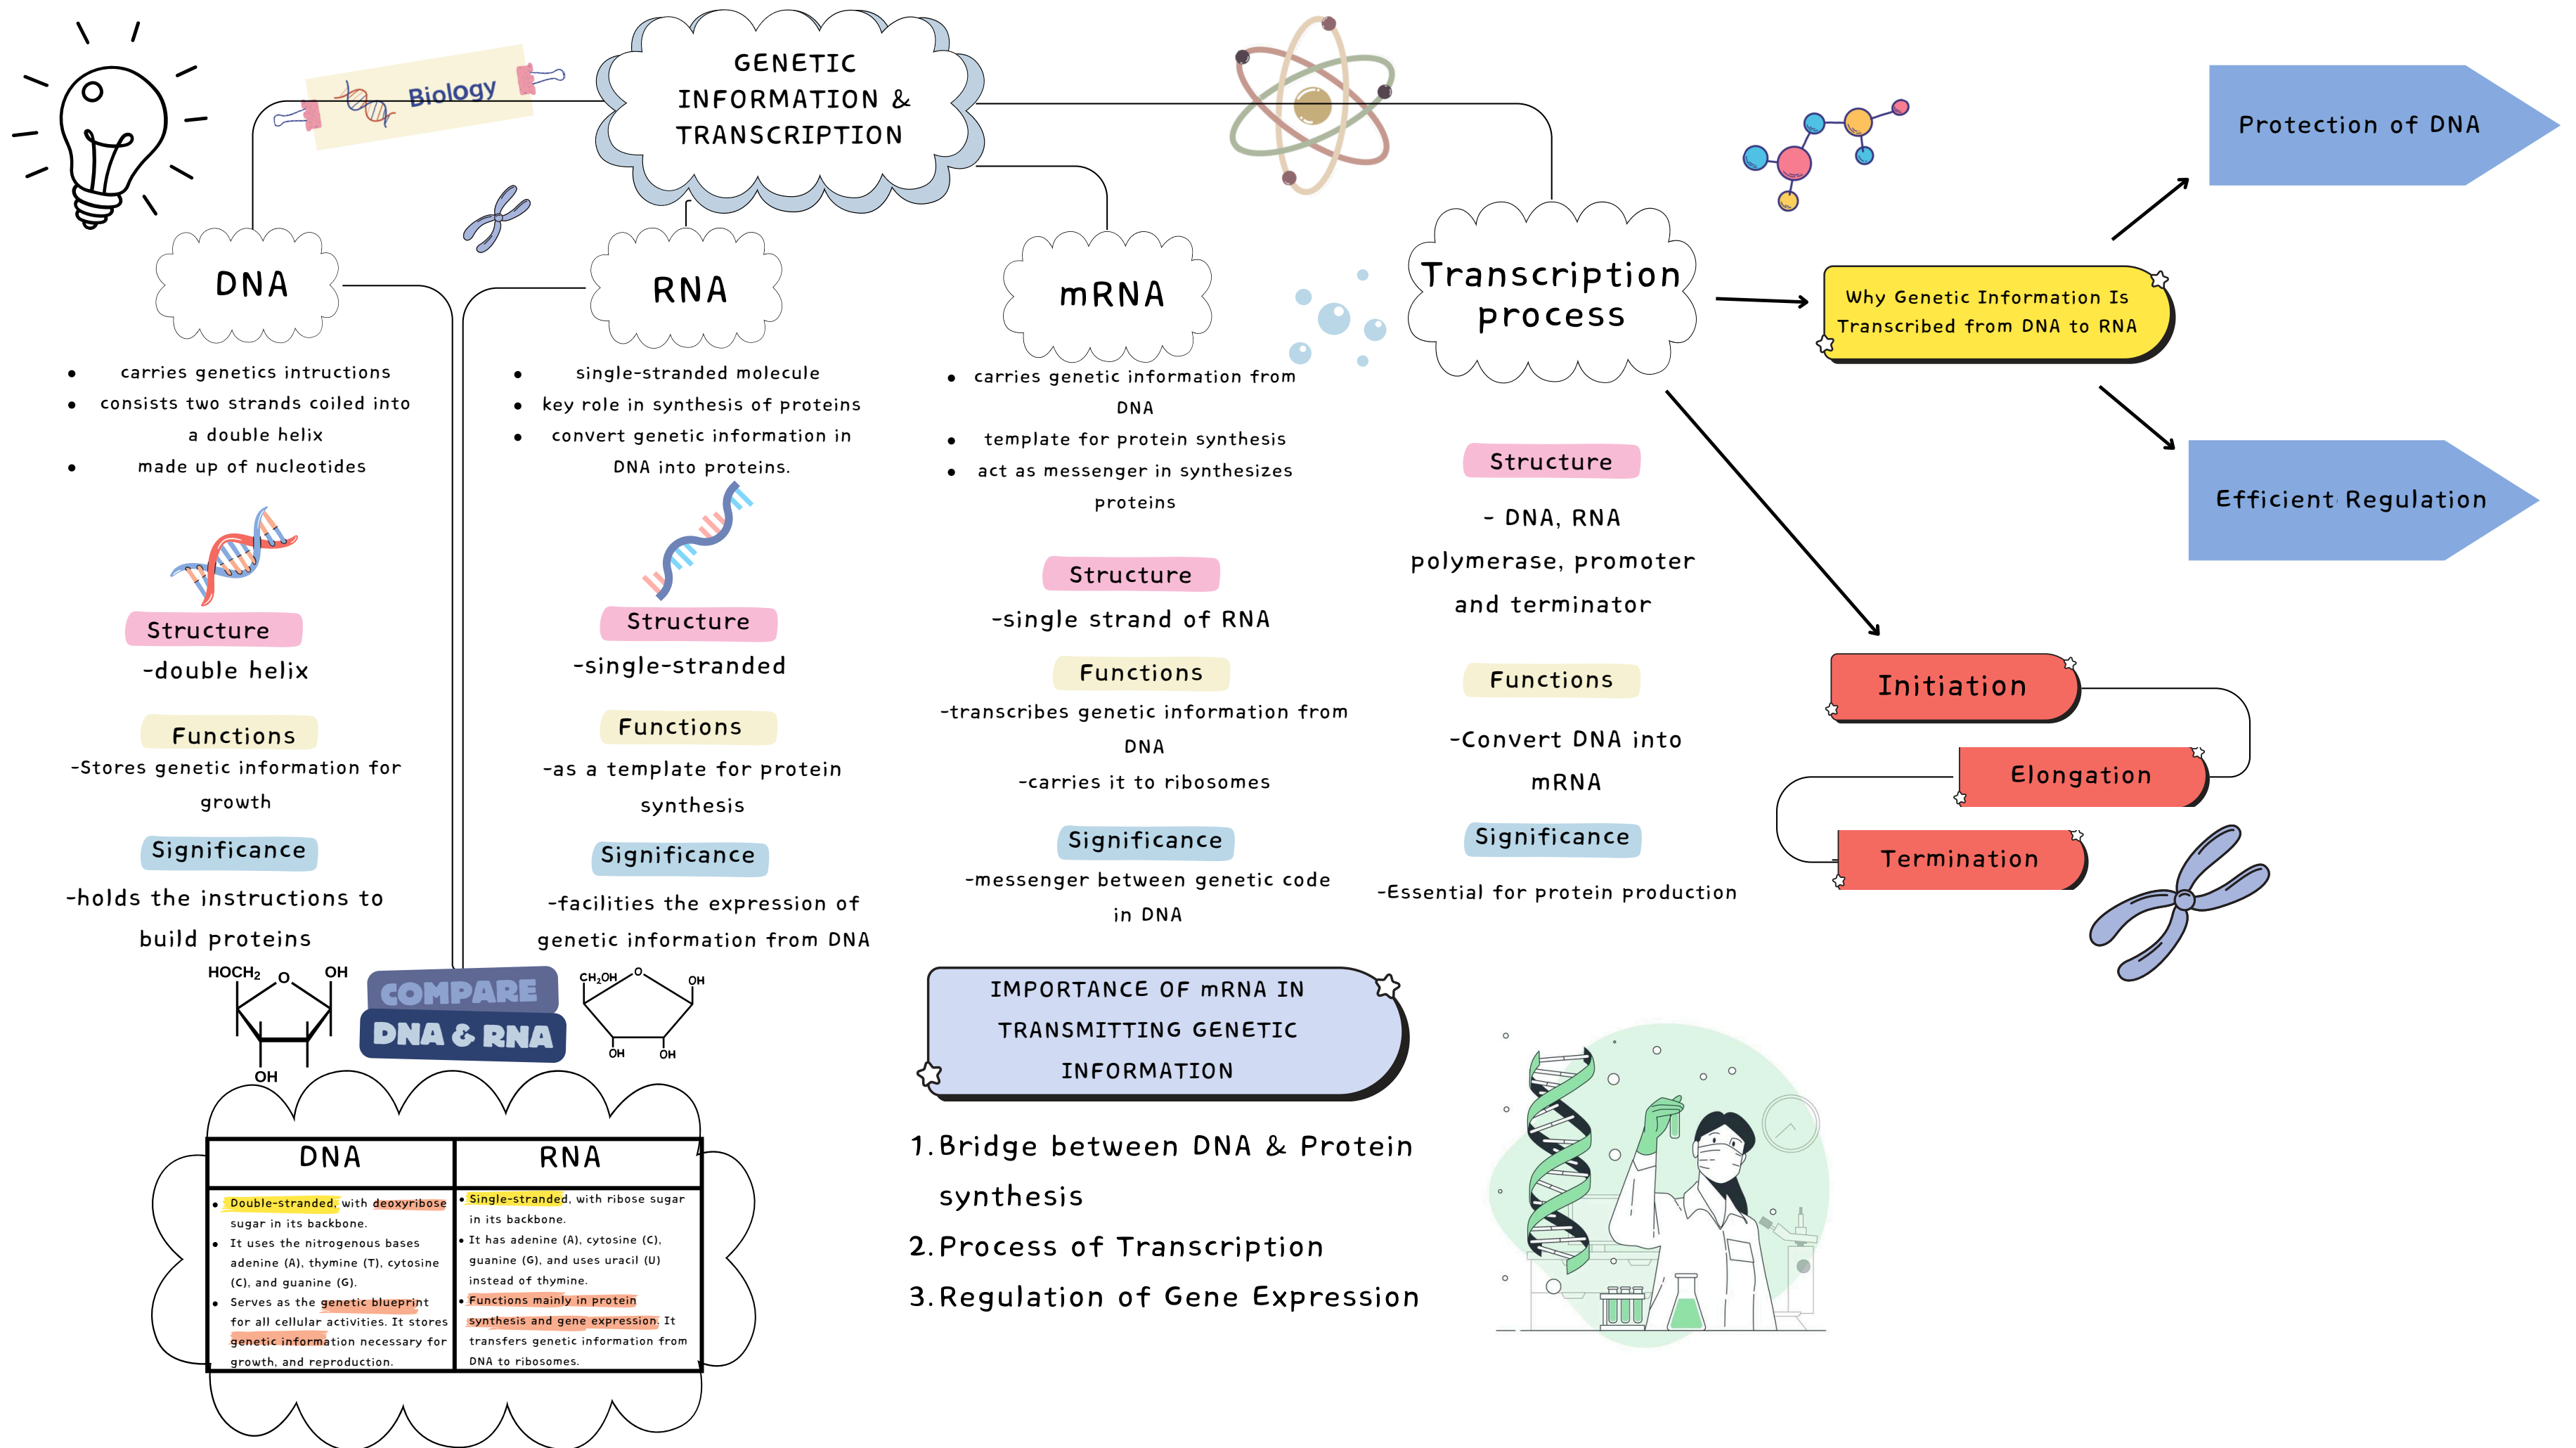 Biology
GENETIC
INFORMATION &
TRANSCRIPTION
DNA
• carries genetics intructions
• consists two strands coiled into
a double helix
• made up of nucleotides
Structure
-double helix
Functions
-Stores genetic information for
growth
Significance
-holds the instructions to
build proteins
RNA
• single-stranded molecule
• key role in synthesis of proteins
• convert genetic information in
DNA into proteins.
Structure
-single-stranded
Functions
-as a template for protein
synthesis
Significance
-facilities the expression of
genetic information from DNA
mRNA
• carries genetic information from
DNA
• template for protein synthesis
• act as messenger in synthesizes
proteins
Structure
-single strand of RNA
Functions
-transcribes genetic information from
DNA
-carries it to ribosomes
Significance
-messenger between genetic code
in DNA
Transcription
process
Structure
- DNA, RNA
polymerase, promoter
and terminator
Functions
-Convert DNA into
mRNA
Significance
-Essential for protein production
Why Genetic Information Is
Transcribed from DNA to RNA
Protection of DNA
Efficient Regulation
Initiation
Elongation
Termination
HOCH2 O OH
OH
COMPARE
DNA & RNA
CH2OH O OH
OH OH
DNA
• Double-stranded, with deoxyribose
sugar in its backbone.
• It uses the nitrogenous bases
adenine (A), thymine (T), cytosine
(C), and guanine (G).
• Serves as the genetic blueprint
for all cellular activities. It stores
genetic information necessary for
growth, and reproduction.
RNA
• Single-stranded, with ribose sugar
in its backbone.
• It has adenine (A), cytosine (C),
guanine (G), and uses uracil (U)
instead of thymine.
• Functions mainly in protein
synthesis and gene expression. It
transfers genetic information from
DNA to ribosomes.
IMPORTANCE OF mRNA IN
TRANSMITTING GENETIC
INFORMATION
1. Bridge between DNA & Protein
synthesis
2. Process of Transcription
3. Regulation of Gene Expression